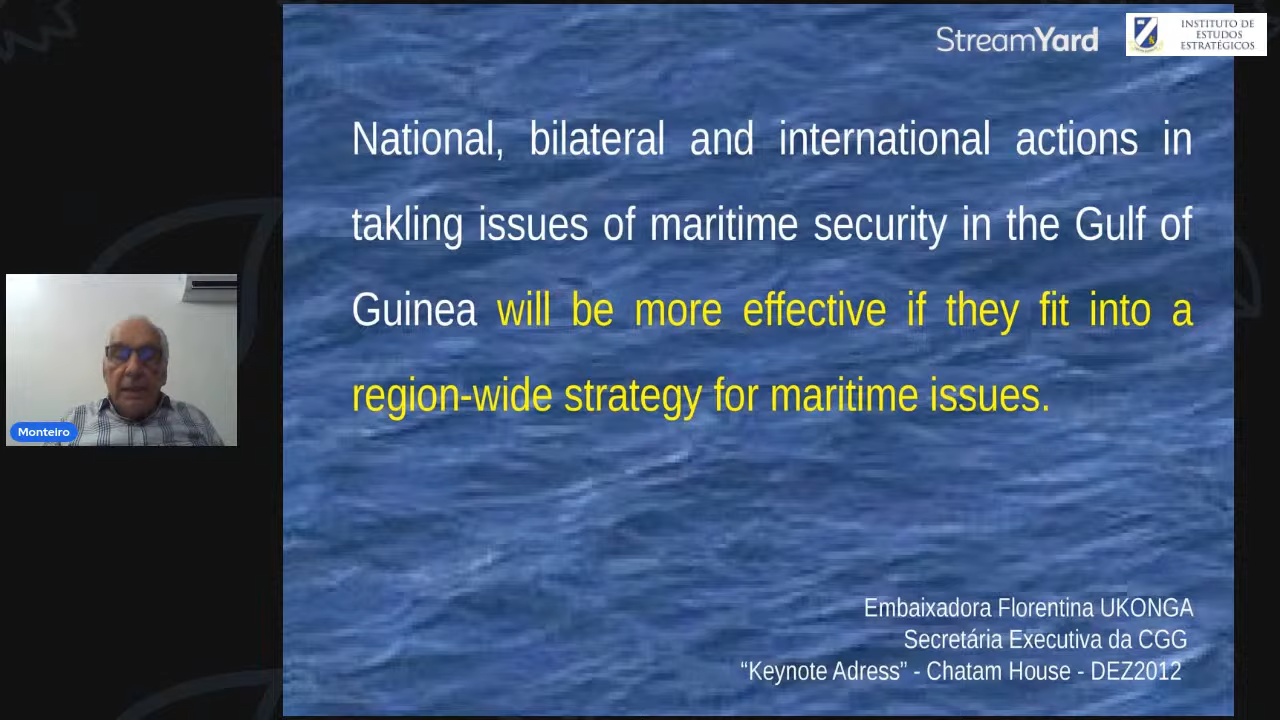 StreamYard
INSTITUTO DE
ESTUDOS
ESTRATÉGICOS
National, bilateral and international actions in
takling issues of maritime security in the Gulf of
Guinea will be more effective if they fit into a
region-wide strategy for maritime issues.
Monteiro
Embaixadora Florentina UKONGA
Secretária Executiva da CGG
“Keynote Adress” - Chatam House - DEZ2012